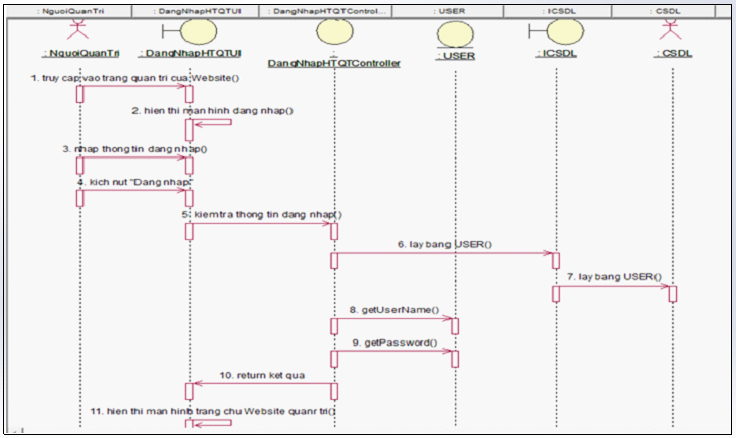 : NguoiQuanTri : DangNhapHTQTUI : DangNhapHTQTControl... : USER : ICSDL : CSDL
: NguoiQuanTri : DangNhapHTQTUI : DangNhapHTQTController : USER : ICSDL : CSDL
1. truy cap vao trang quan tri cua Website()
2. hien thi man hinh dang nhap()
3. nhap thong tin dang nhap()
4. kich nut "Dang nhap"
5. kiem tra thong tin dang nhap()
6. lay bang USER()
7. lay bang USER()
8. getUserName()
9. getPassword()
10. return ket qua
11. hien thi man hinh trang chu Website quanr tri()